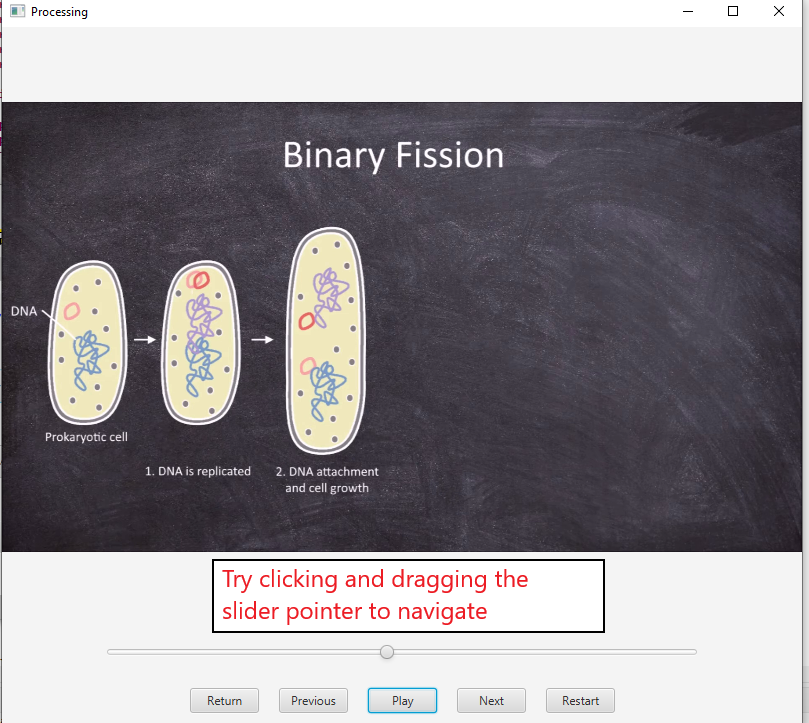 Processing
Binary Fission
DNA
Prokaryotic cell
1. DNA is replicated
2. DNA attachment
and cell growth
Try clicking and dragging the
slider pointer to navigate
Return
Previous
Play
Next
Restart